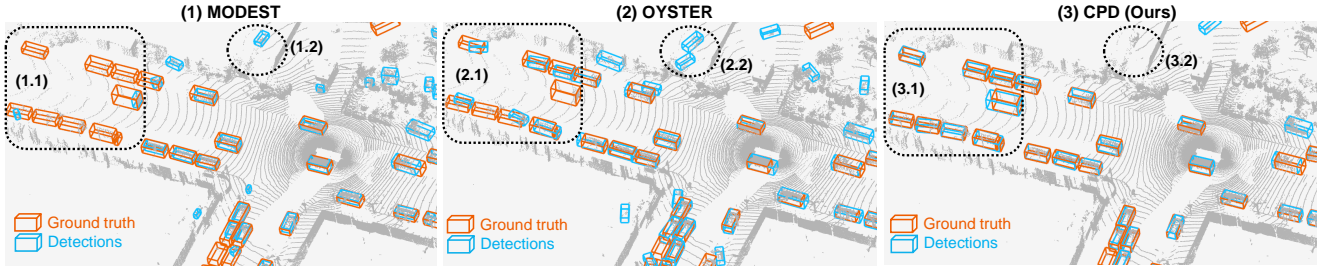 (1) MODEST
(1.2)
(1.1)
Ground truth
Detections
(2) OYSTER
(2.1)
(2.2)
Ground truth
Detections
(3) CPD (Ours)
(3.2)
(3.1)
Ground truth
Detections